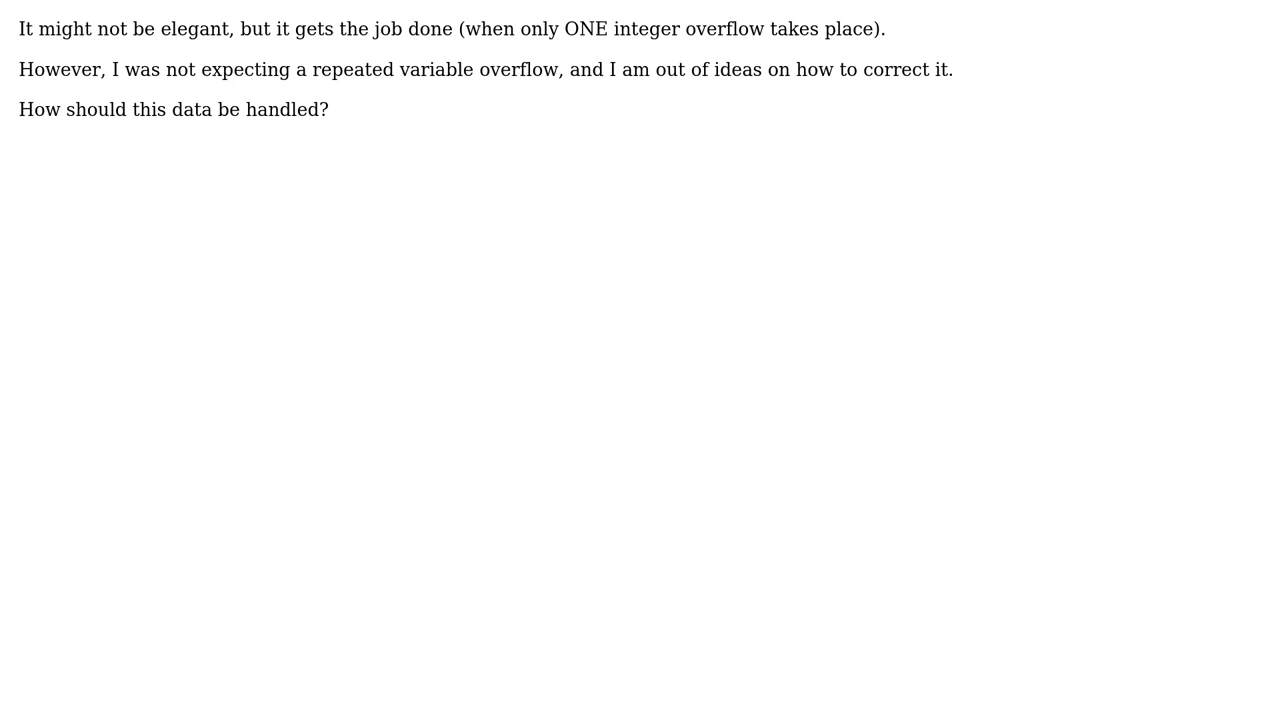 It might not be elegant, but it gets the job done (when only ONE integer overflow takes place).
However, I was not expecting a repeated variable overflow, and I am out of ideas on how to correct it.
How should this data be handled?